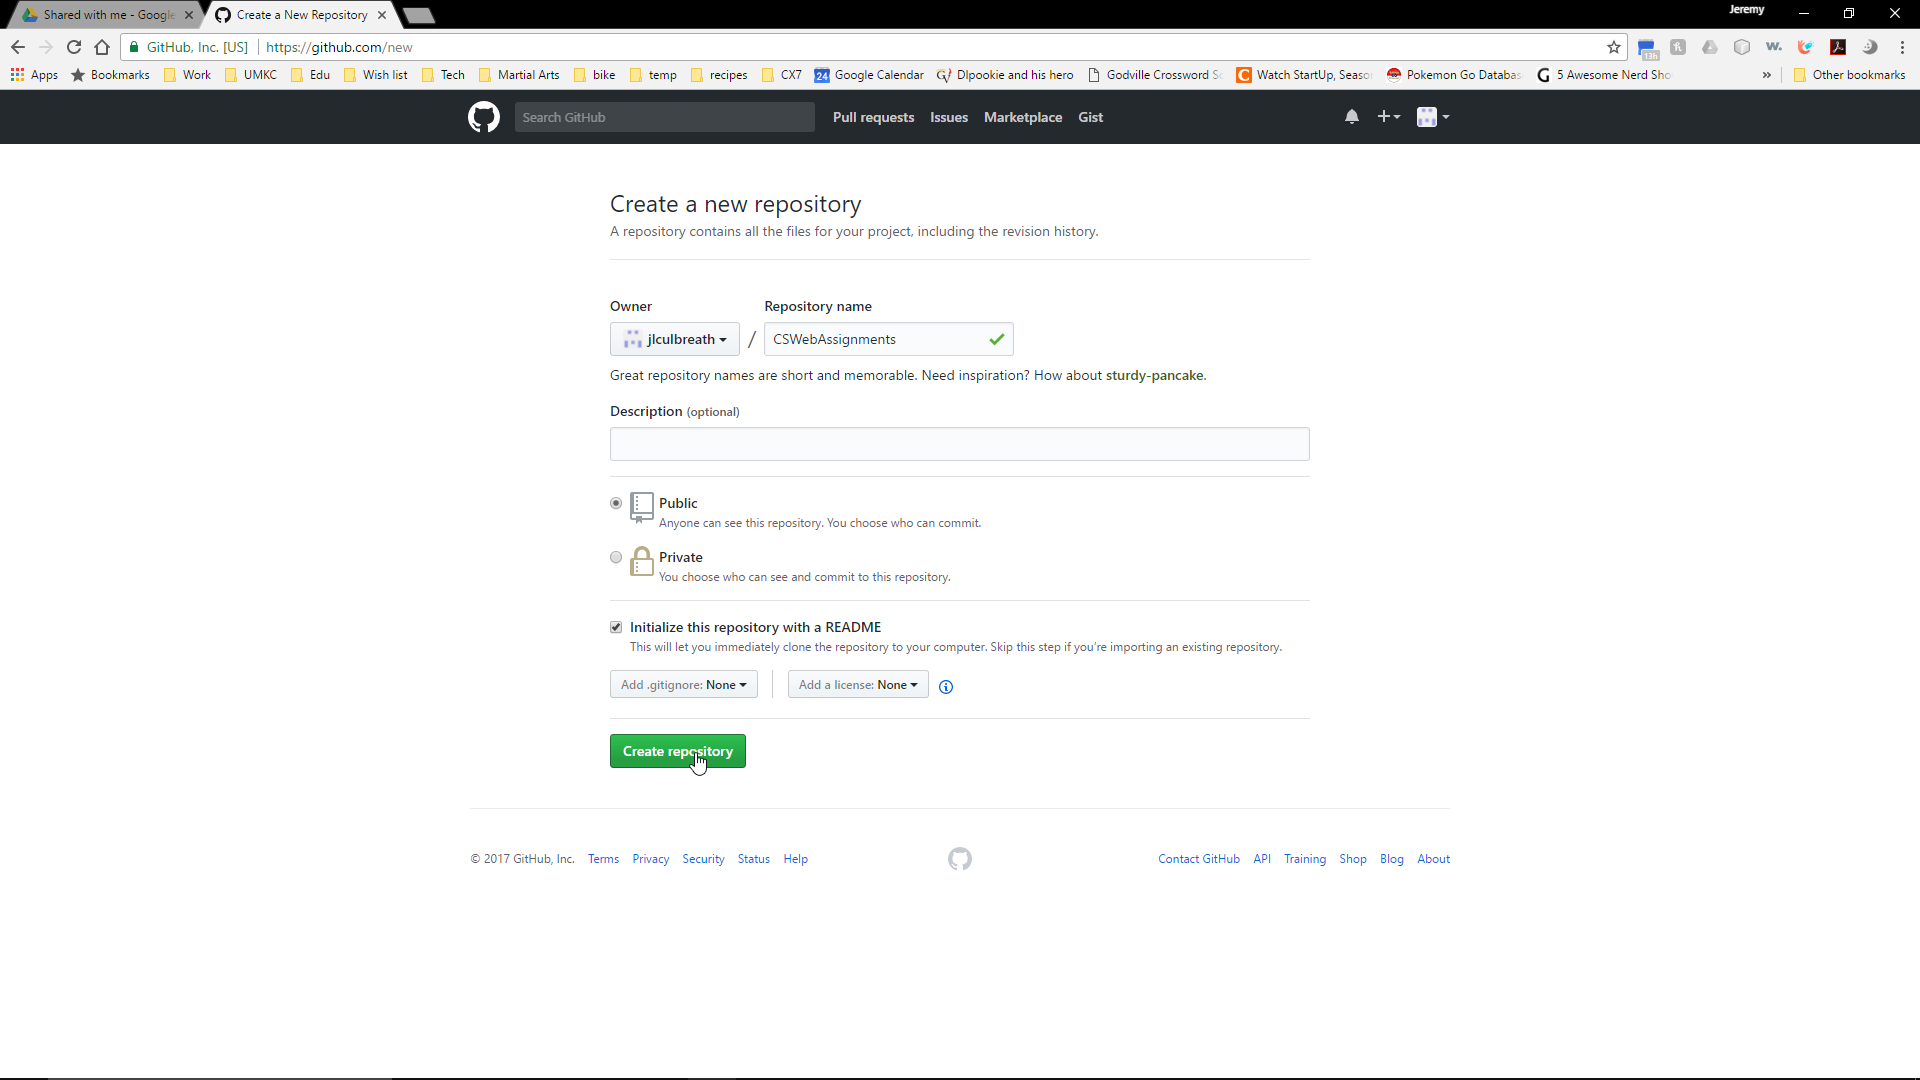 Shared with me - Google
Create a New Repository
Jeremy
GitHub, Inc. [US]
https://github.com/new
Apps
Bookmarks
Work
UMKC
Edu
Wish list
Tech
Martial Arts
bike
temp
recipes
CX7
24
Google Calendar
Dlpookie and his hero
Godville Crossword Sc
Watch StartUp, Seaso
Pokemon Go Databas
5 Awesome Nerd Sho
»
Other bookmarks
Search GitHub
Pull requests
Issues
Marketplace
Gist
Create a new repository
A repository contains all the files for your project, including the revision history.
Owner
Repository name
jlculbreath
/
CSWebAssignments
Great repository names are short and memorable. Need inspiration? How about sturdy-pancake.
Description (optional)
Public
Anyone can see this repository. You choose who can commit.
Private
You choose who can see and commit to this repository.
Initialize this repository with a README
This will let you immediately clone the repository to your computer. Skip this step if you're importing an existing repository.
Add .gitignore: None
Add a license: None
Create repository
© 2017 GitHub, Inc.
Terms
Privacy
Security
Status
Help
Contact GitHub
API
Training
Shop
Blog
About